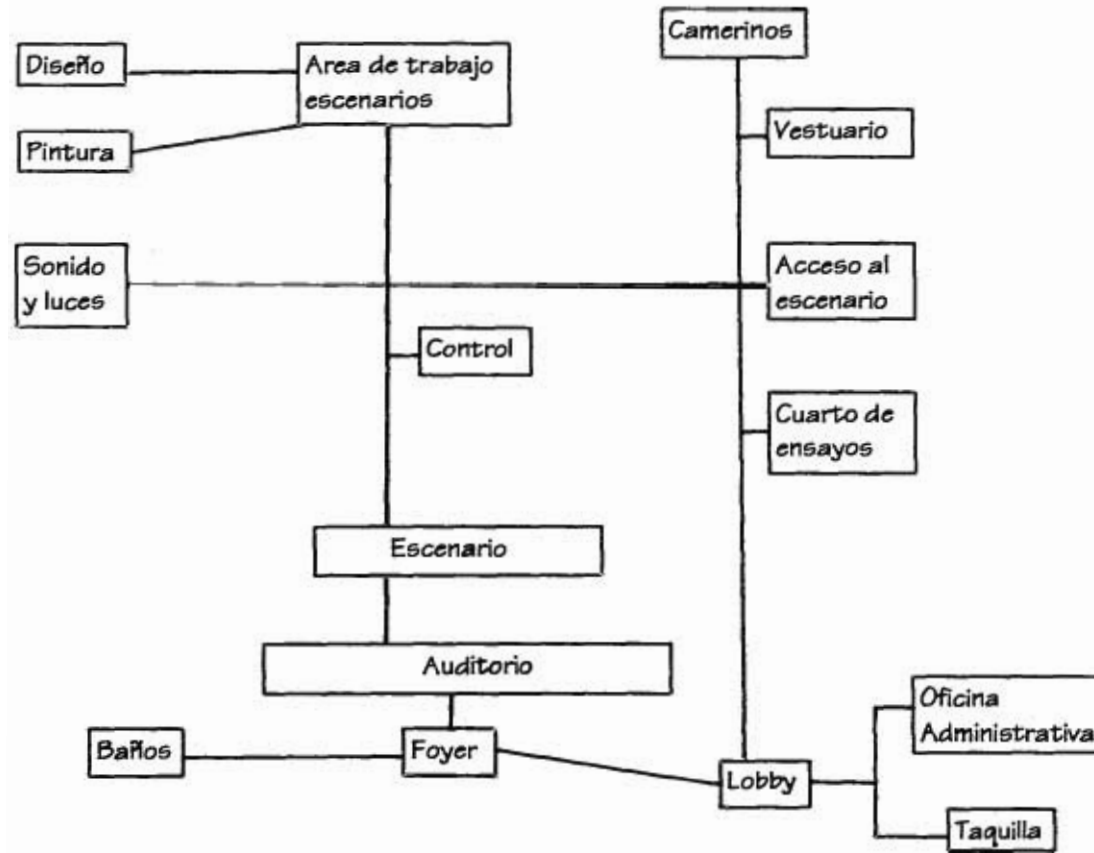 Camerinos
Diseño
Area de trabajo
escenarios
Pintura
Vestuario
Sonido
y luces
Acceso al
escenario
Control
Cuarto de
ensayos
Escenario
Auditorio
Oficina
Administrativa
Baños
Foyer
Lobby
Taquilla